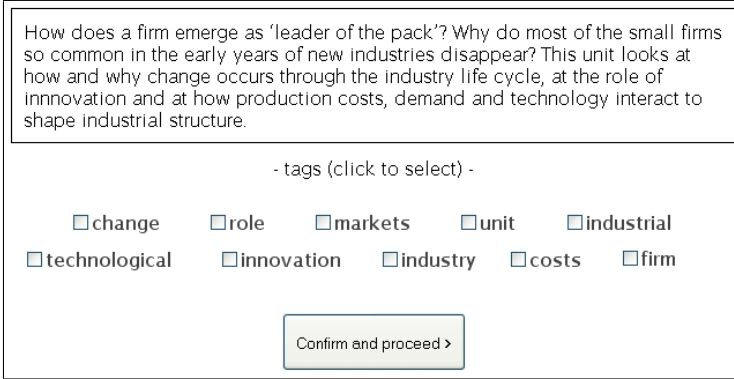 How does a firm emerge as ‘leader of the pack’? Why do most of the small firms
so common in the early years of new industries disappear? This unit looks at
how and why change occurs through the industry life cycle, at the role of
innnovation and at how production costs, demand and technology interact to
shape industrial structure.
- tags (click to select) -
change role markets unit industrial
technological innovation industry costs firm
Confirm and proceed >